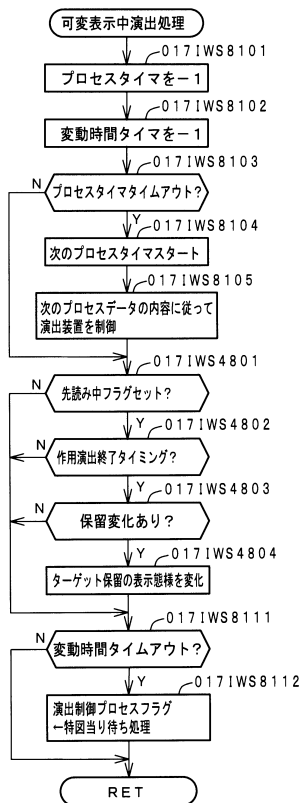 可変表示中演出処理
017IWS8101
プロセスタイマを-1
017IWS8102
変動時間タイマを-1
017IWS8103
N
プロセスタイマタイムアウト?
Y
017IWS8104
次のプロセスタイマスタート
017IWS8105
次のプロセスデータの内容に従って
演出装置を制御
017IWS4801
N
先読み中フラグセット?
Y
017IWS4802
N
作用演出終了タイミング?
Y
017IWS4803
N
保留変化あり?
Y
017IWS4804
ターゲット保留の表示態様を変化
017IWS8111
N
変動時間タイムアウト?
Y
017IWS8112
演出制御プロセスフラグ
←特図当り待ち処理
RET